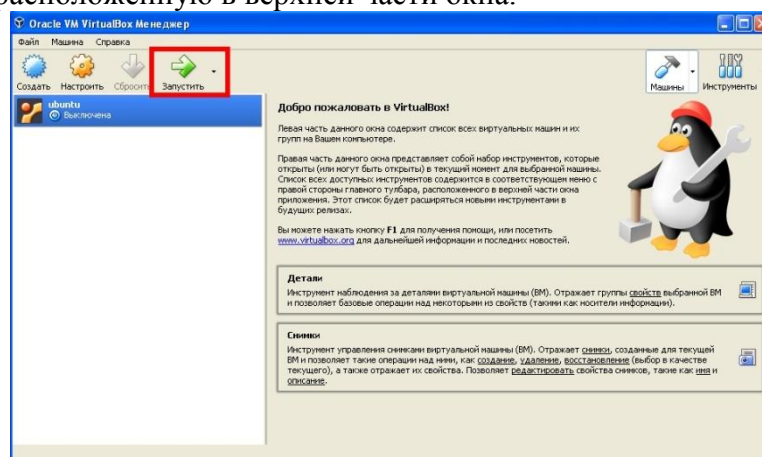 расположенную в верхней части окна.
Oracle VM VirtualBox Менеджер
Файл Машина Справка
Создать Настроить Сбросить Запустить Машины Инструменты
ubuntu
Выключена
Добро пожаловать в VirtualBox!
Левая часть данного окна содержит список всех виртуальных машин и их
групп на Вашем компьютере.
Правая часть данного окна представляет собой набор инструментов, которые
открыты (или могут быть открыты) в текущий момент для выбранной машины.
Список всех доступных инструментов содержится в соответствующем меню с
правой стороны главного тулбара, расположенного в верхней части окна
приложения. Этот список будет расширяться новыми инструментами в
будущих релизах.
Вы можете нажать кнопку F1 для получения помощи, или посетить
www.virtualbox.org для дальнейшей информации и последних новостей.
Детали
Инструмент наблюдения за деталями виртуальной машины (ВМ). Отражает группы свойств выбранной ВМ
и позволяет базовые операции над некоторыми из свойств (такими как носители информации).
Снимки
Инструмент управления снимками виртуальной машины (ВМ). Отражает снимки, созданные для текущей
ВМ и позволяет такие операции над ними, как создание, удаление, восстановление (выбор в качестве
текущего), а также отражает их свойства. Позволяет редактировать свойства снимков, такие как имя и
описание.